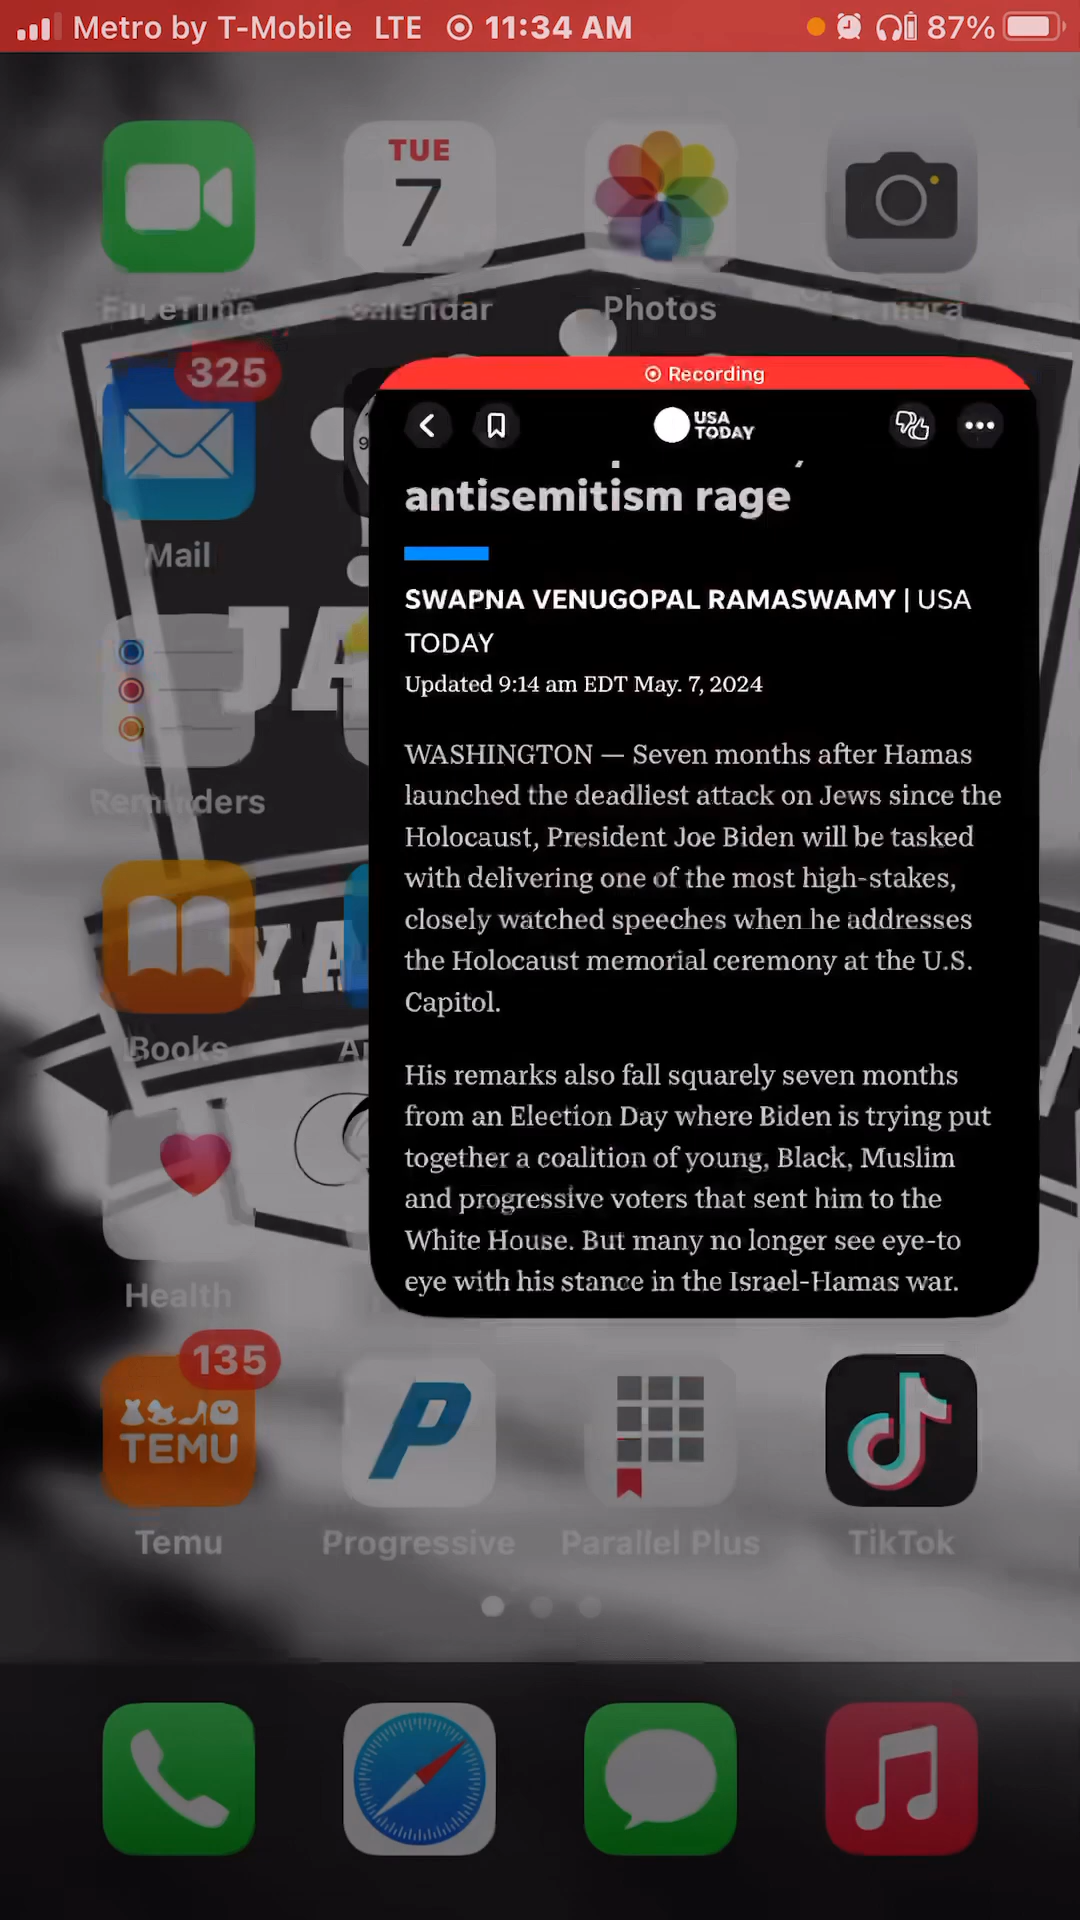 Metro by T-Mobile LTE 11:34 AM 87%
TUE
7
FaceTime Calendar Photos
325
Recording
USA
TODAY
antisemitism rage
Mail
SWAPNA VENUGOPAL RAMASWAMY | USA
TODAY
Updated 9:14 am EDT May. 7, 2024
JA
WASHINGTON — Seven months after Hamas
launched the deadliest attack on Jews since the
Holocaust, President Joe Biden will be tasked
with delivering one of the most high-stakes,
closely watched speeches when he addresses
the Holocaust memorial ceremony at the U.S.
Capitol.
Reminders
YA
Books
His remarks also fall squarely seven months
from an Election Day where Biden is trying put
together a coalition of young, Black, Muslim
and progressive voters that sent him to the
White House. But many no longer see eye-to
eye with his stance in the Israel-Hamas war.
Health
135
TEMU
Temu Progressive Parallel Plus TikTok